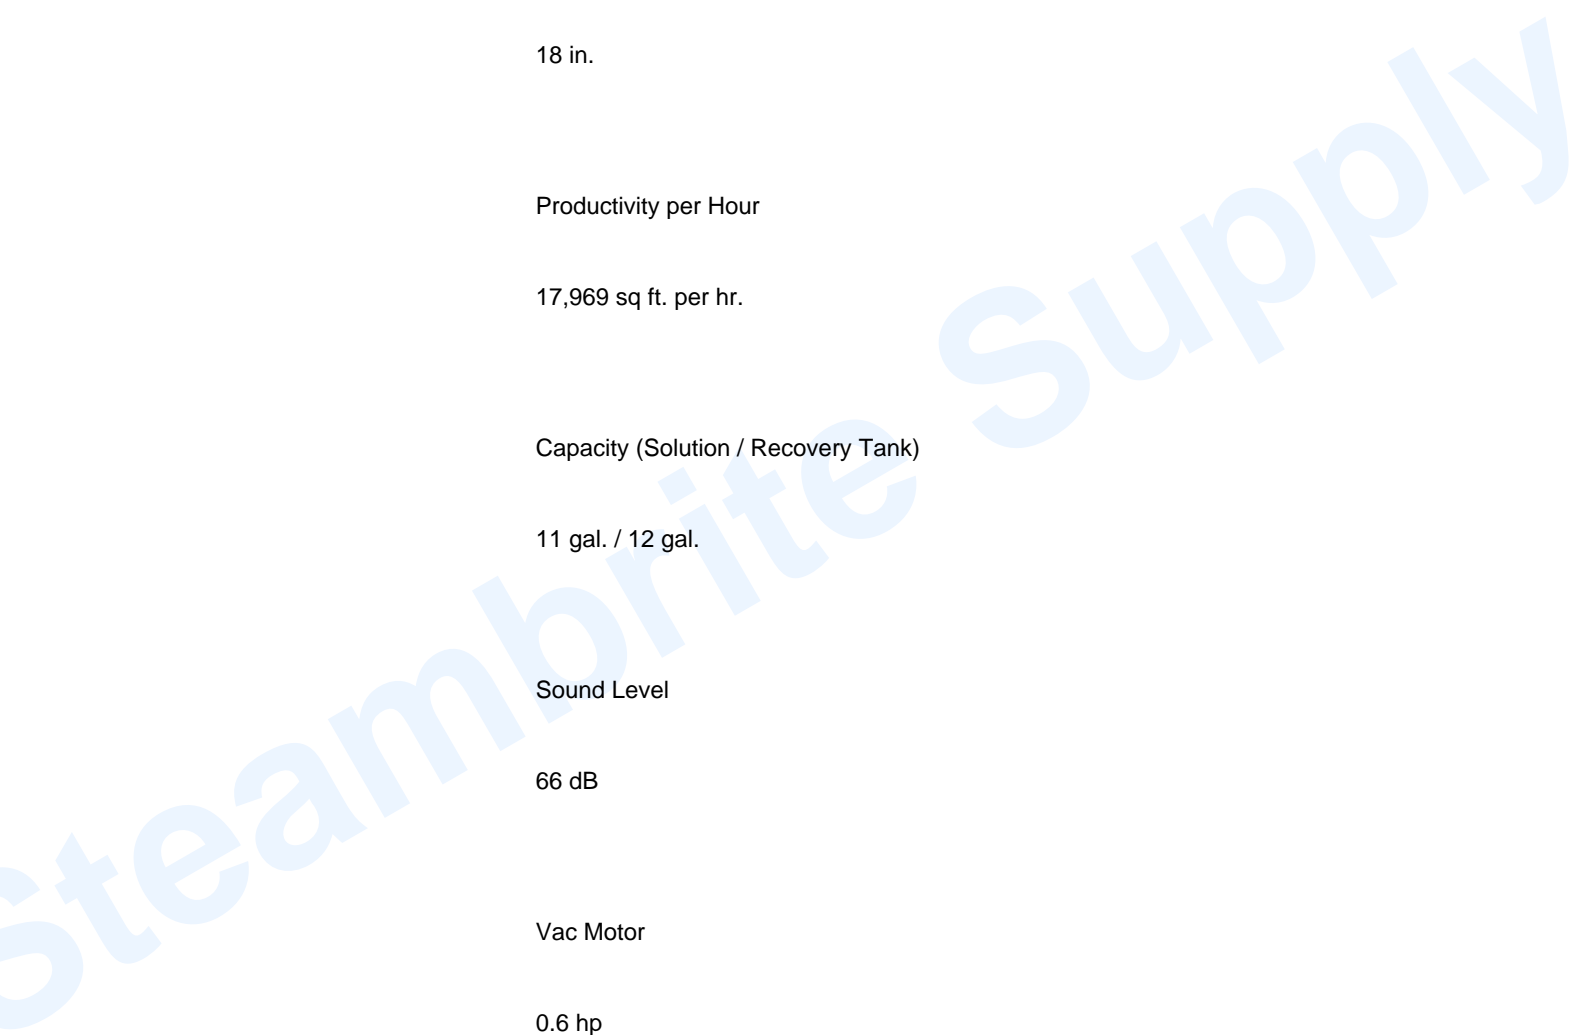 18 in.
Productivity per Hour
17,969 sq ft. per hr.
Capacity (Solution / Recovery Tank)
11 gal. / 12 gal.
Sound Level
66 dB
Vac Motor
0.6 hp
Steambrite Supply